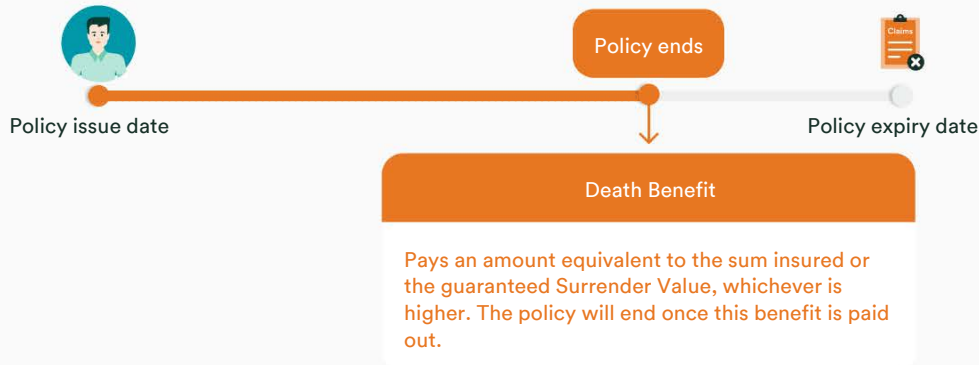 Claims
Policy ends
Policy issue date
Policy expiry date
Death Benefit
Pays an amount equivalent to the sum insured or
the guaranteed Surrender Value, whichever is
higher. The policy will end once this benefit is paid
out.